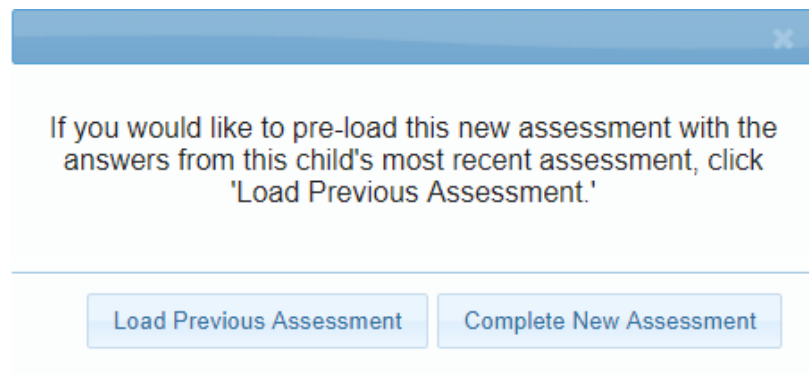 If you would like to pre-load this new assessment with the
answers from this child's most recent assessment, click
'Load Previous Assessment.'
Load Previous Assessment
Complete New Assessment